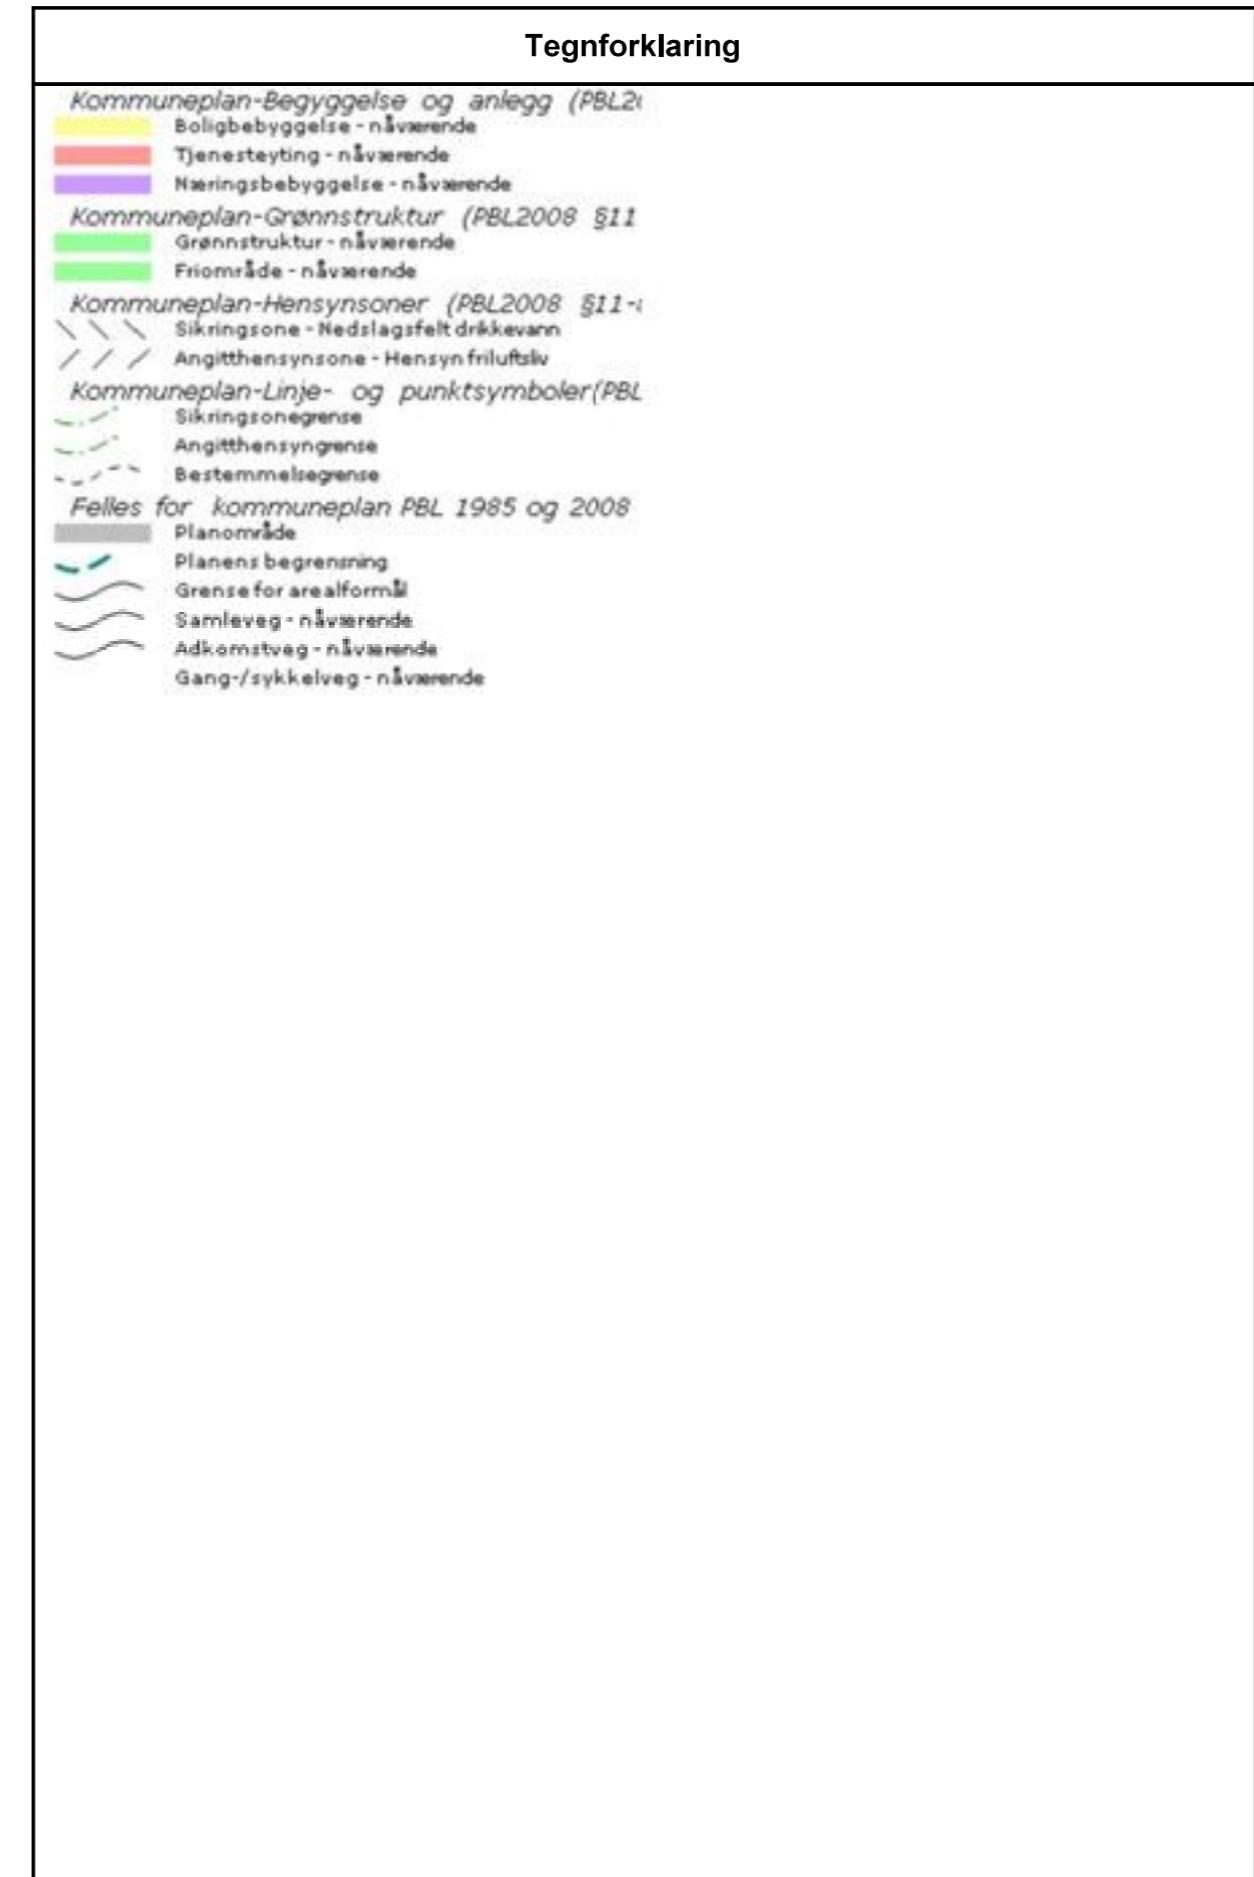 Tegnforklaring
Kommuneplan-Begyggelse og anlegg (PBL2
Boligbebyggelse - nåværende
Tjenesteyting - nåværende
Næringsbebyggelse - nåværende
Kommuneplan-Grønnstruktur (PBL2008 §11
Grønnstruktur - nåværende
Friområde - nåværende
Kommuneplan-Hensynsoner (PBL2008 §11-
Sikringsone - Nedslagsfelt drikkevann
Angitthensynsone - Hensyn friluftsliv
Kommuneplan-Linje- og punktsymboler(PBL
Sikringsonegrense
Angitthensyngrense
Bestemmelsegrense
Felles for kommuneplan PBL 1985 og 2008
Planområde
Planens begrensning
Grense for arealformål
Samleveg - nåværende
Adkomstveg - nåværende
Gang-/sykkelveg - nåværende